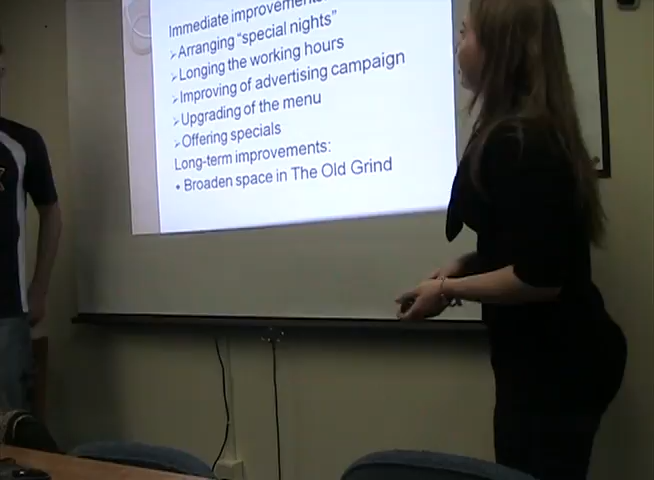 Immediate improvements
➢Arranging "special nights"
➢Longing the working hours
➢Improving of advertising campaign
➢Upgrading of the menu
➢Offering specials
Long-term improvements:
• Broaden space in The Old Grind